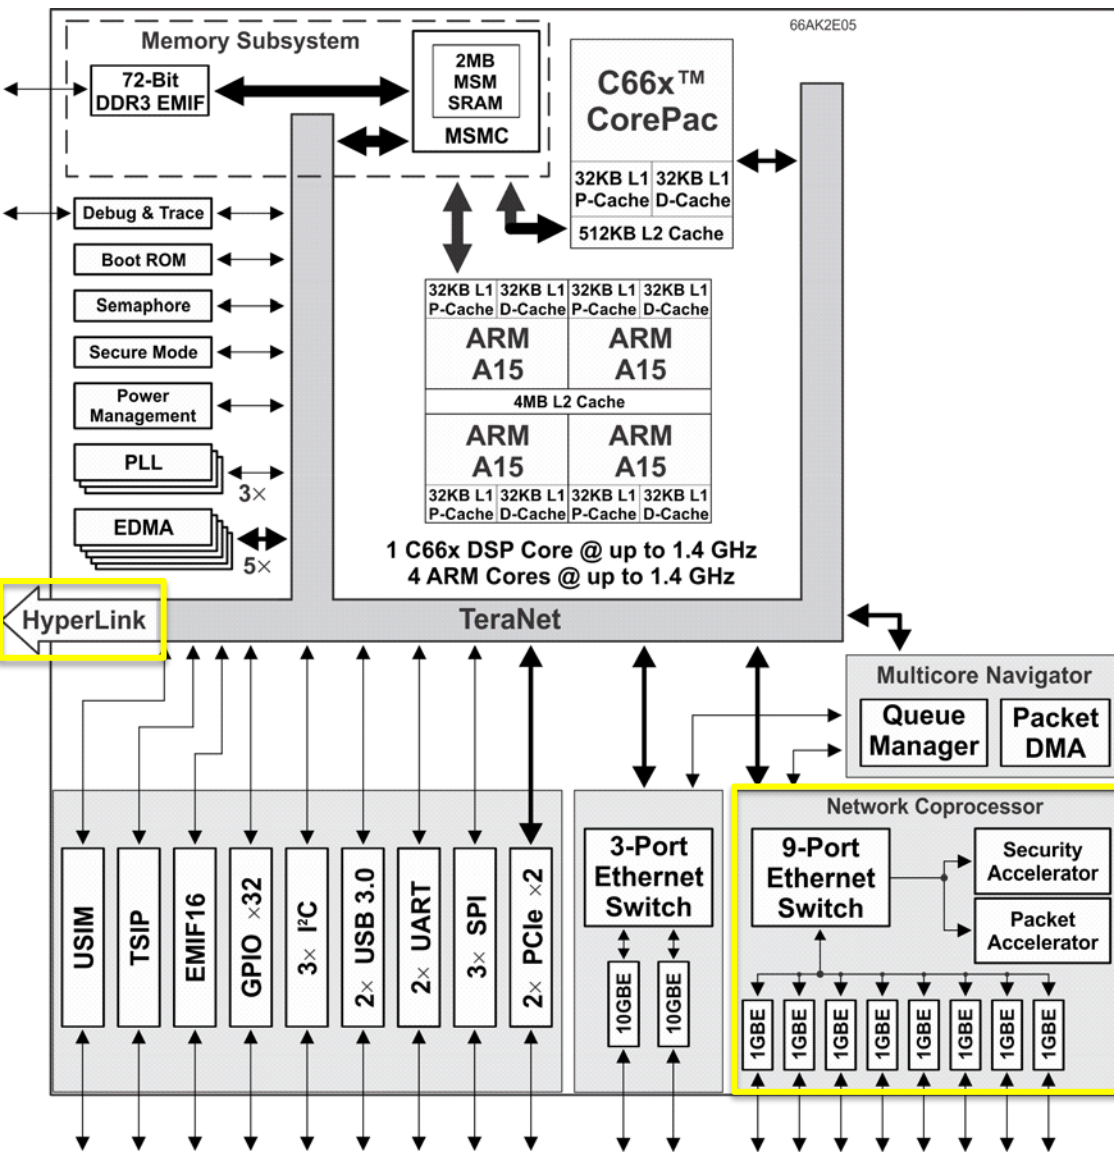 66AK2E05
Memory Subsystem
72-Bit
DDR3 EMIF
2MB
MSM
SRAM
MSMC
C66x™
CorePac
32KB L1
P-Cache
32KB L1
D-Cache
512KB L2 Cache
Debug & Trace
Boot ROM
Semaphore
Secure Mode
Power
Management
PLL
3×
EDMA
5×
32KB L1 32KB L1 32KB L1 32KB L1
P-Cache D-Cache P-Cache D-Cache
ARM
A15
ARM
A15
4MB L2 Cache
ARM
A15
ARM
A15
32KB L1 32KB L1 32KB L1 32KB L1
P-Cache D-Cache P-Cache D-Cache
1 C66x DSP Core @ up to 1.4 GHz
4 ARM Cores @ up to 1.4 GHz
HyperLink
TeraNet
Multicore Navigator
Queue
Manager
Packet
DMA
USIM
TSIP
EMIF16
GPIO ×32
3× I²C
2× USB 3.0
2× UART
3× SPI
2× PCIe ×2
3-Port
Ethernet
Switch
10GBE
10GBE
Network Coprocessor
9-Port
Ethernet
Switch
Security
Accelerator
Packet
Accelerator
1GBE
1GBE
1GBE
1GBE
1GBE
1GBE
1GBE
1GBE